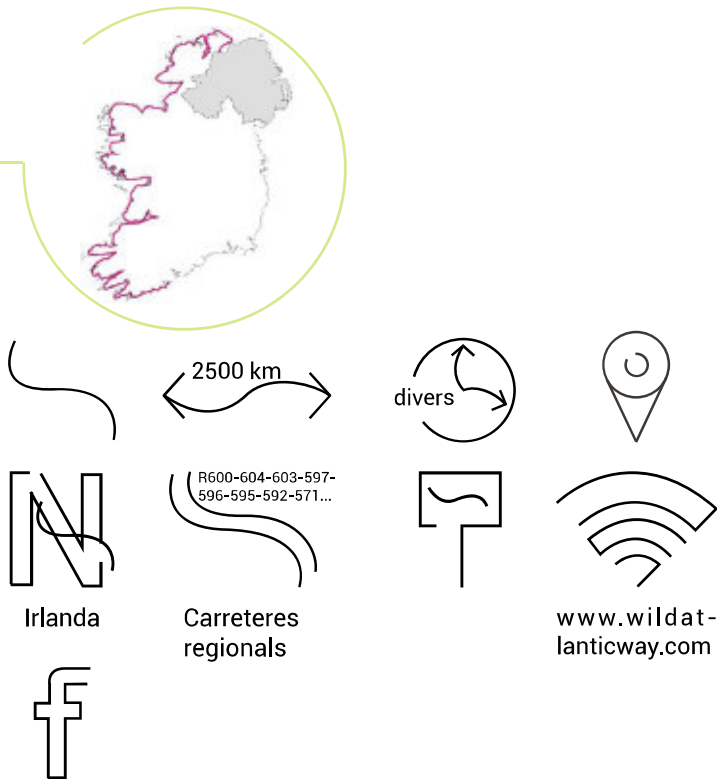 2500 km
divers
R600-604-603-597-
596-595-592-571...
N
Irlanda
Carreteres
regionals
www.wildat-
lanticway.com
f